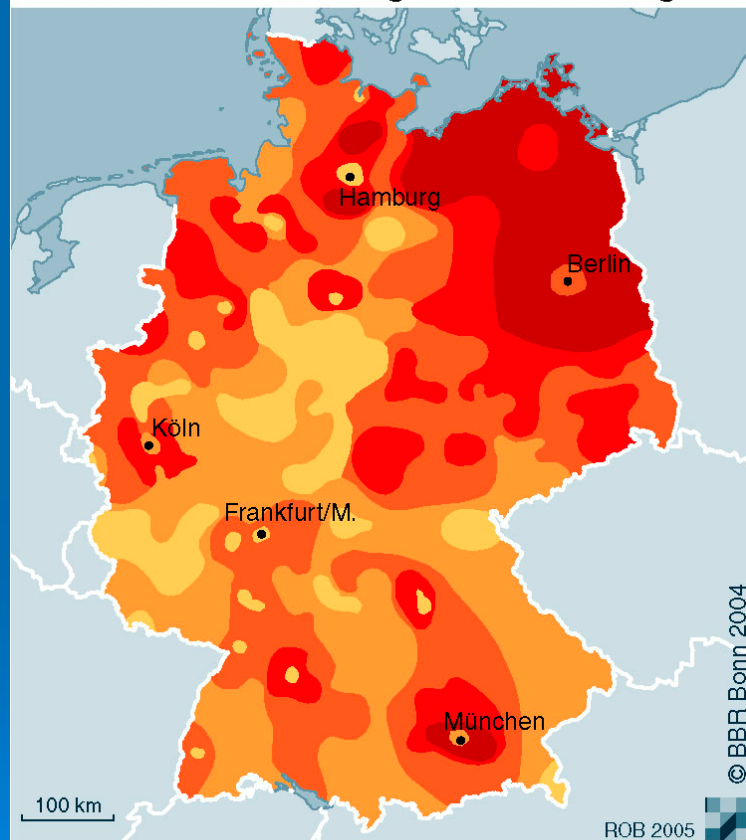 Hamburg
Berlin
Köln
Frankfurt/M.
München
100 km
© BBR Bonn 2004
ROB 2005